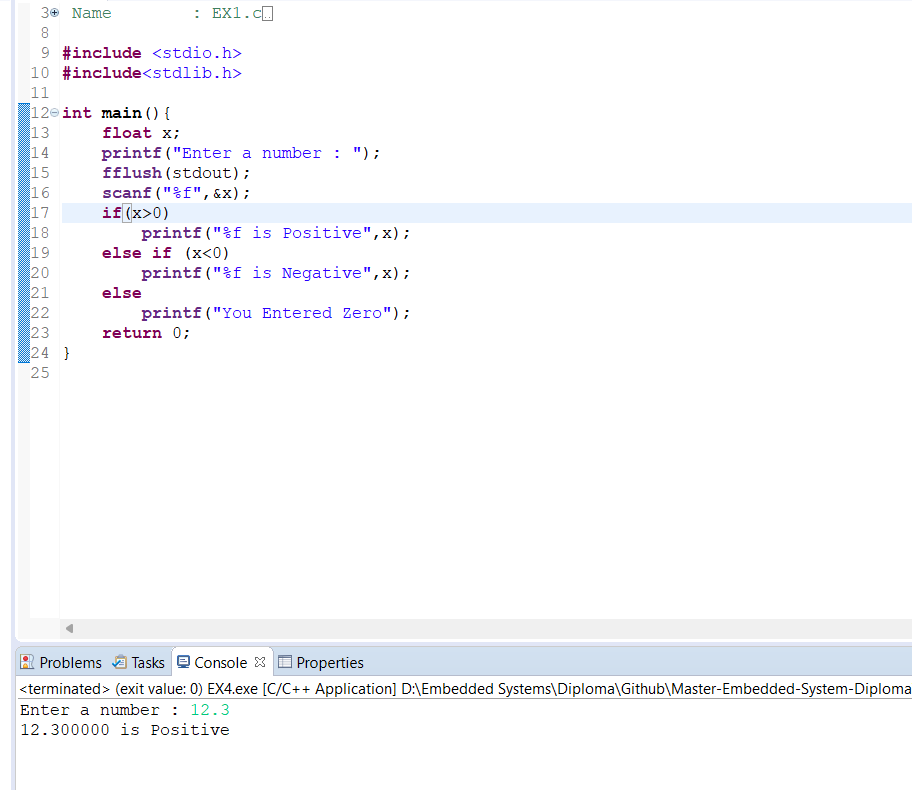 3 Name : EX1.c
8
9 #include <stdio.h>
10 #include<stdlib.h>
11
12 int main(){
13 float x;
14 printf("Enter a number : ");
15 fflush(stdout);
16 scanf("%f",&x);
17 if(x>0)
18 printf("%f is Positive",x);
19 else if (x<0)
20 printf("%f is Negative",x);
21 else
22 printf("You Entered Zero");
23 return 0;
24 }
25
Problems Tasks Console Properties
<terminated> (exit value: 0) EX4.exe [C/C++ Application] D:\Embedded Systems\Diploma\Github\Master-Embedded-System-Diploma
Enter a number : 12.3
12.300000 is Positive